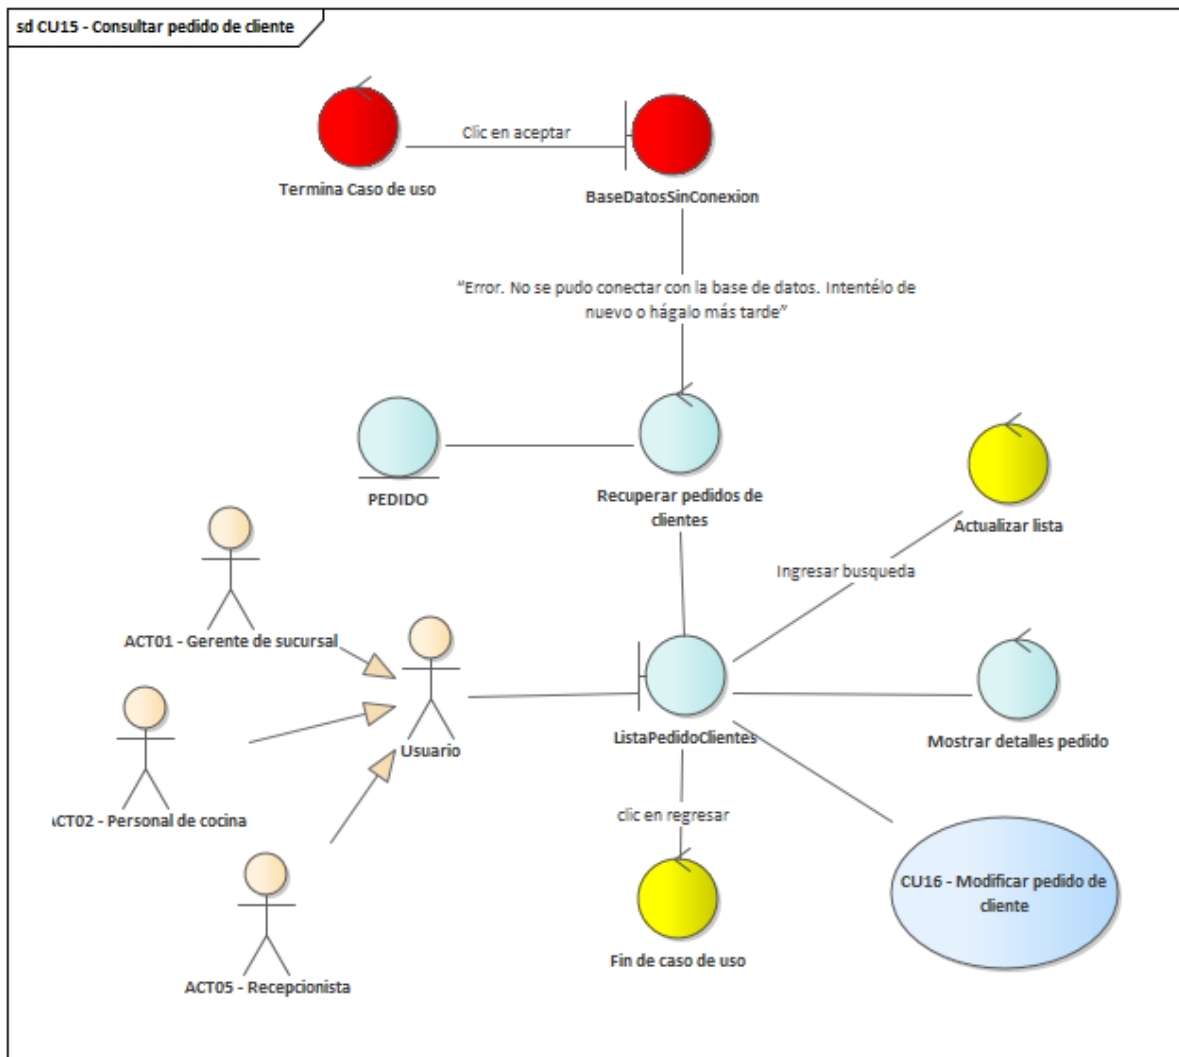 sd CU15 - Consultar pedido de cliente
Clic en aceptar
Termina Caso de uso
BaseDatosSinConexion
“Error. No se pudo conectar con la base de datos. Intentélo de
nuevo o hágalo más tarde”
PEDIDO
Recuperar pedidos de
clientes
Actualizar lista
Ingresar busqueda
ACT01 - Gerente de sucursal
Usuario
ListaPedidoClientes
Mostrar detalles pedido
ACT02 - Personal de cocina
clic en regresar
CU16 - Modificar pedido de
cliente
Fin de caso de uso
ACT05 - Recepcionista